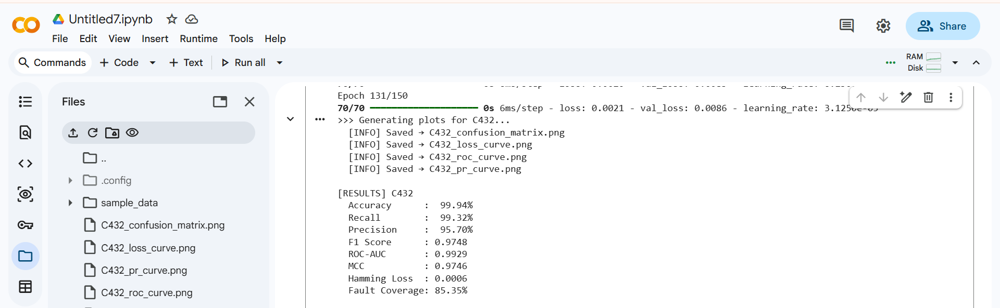 Untitled7.ipynb
File Edit View Insert Runtime Tools Help
Share
Commands + Code + Text Run all
RAM
Disk
Files
..
.config
sample_data
C432_confusion_matrix.png
C432_loss_curve.png
C432_pr_curve.png
C432_roc_curve.png
Epoch 131/150
70/70 0s 6ms/step - loss: 0.0021 - val_loss: 0.0086 - learning_rate: 3.1250e-05
>>> Generating plots for C432...
[INFO] Saved → C432_confusion_matrix.png
[INFO] Saved → C432_loss_curve.png
[INFO] Saved → C432_roc_curve.png
[INFO] Saved → C432_pr_curve.png
[RESULTS] C432
Accuracy : 99.94%
Recall : 99.32%
Precision : 95.70%
F1 Score : 0.9748
ROC-AUC : 0.9929
MCC : 0.9746
Hamming Loss : 0.0006
Fault Coverage: 85.35%